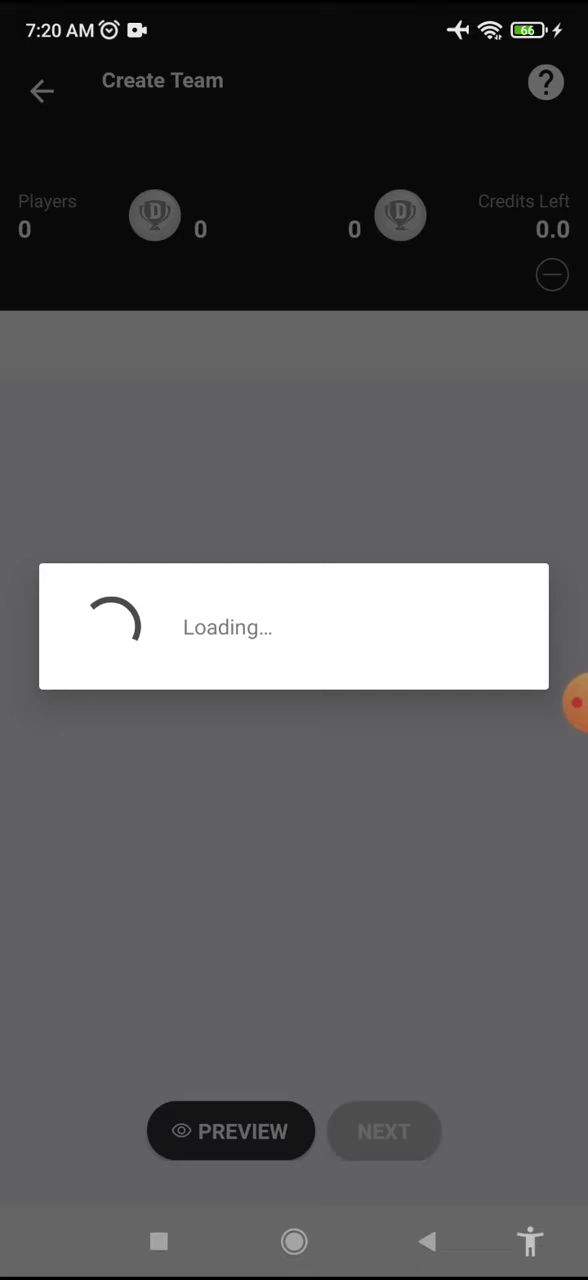 7:20 AM
66
Create Team
?
Players
Credits Left
0
D
0
0
D
0.0
Loading...
PREVIEW
NEXT